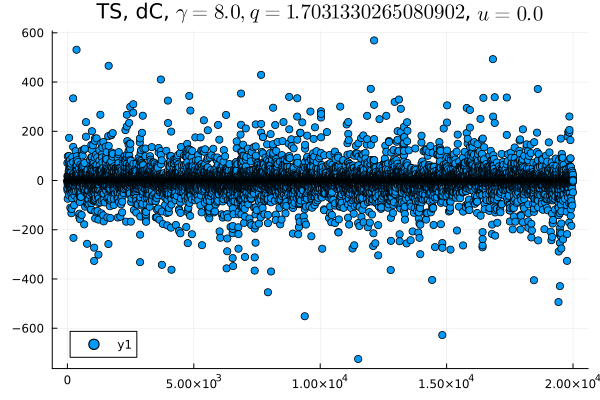 TS, dC, γ = 8.0, q = 1.7031330265080902, u = 0.0
600
400
200
0
−200
−400
−600
y1
0 5.00×10³ 1.00×10⁴ 1.50×10⁴ 2.00×10⁴